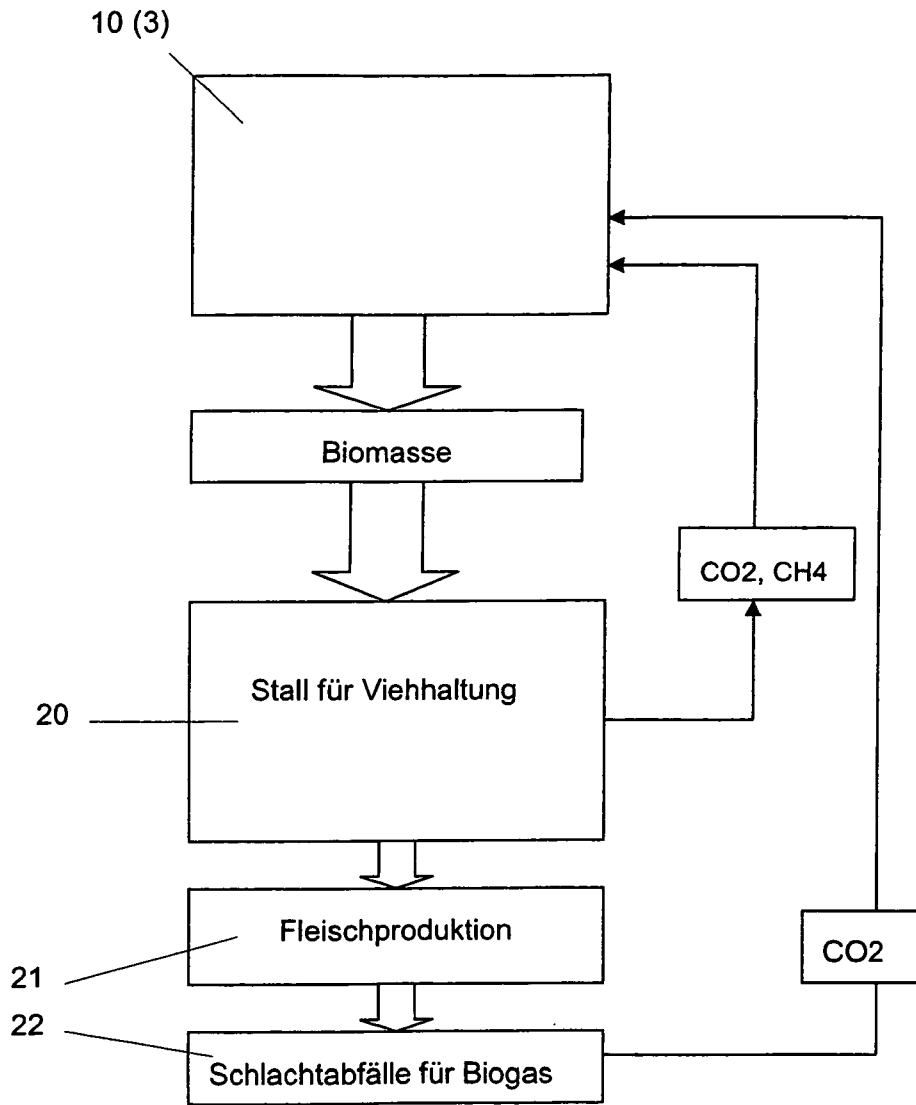 10 (3)
Biomasse
CO2, CH4
Stall für Viehhaltung
20
Fleischproduktion
CO2
21
22
Schlachtabfälle für Biogas